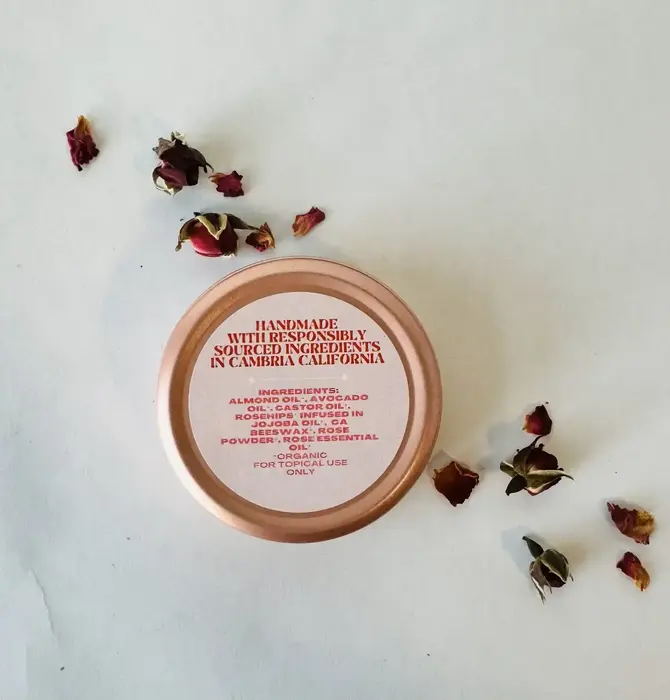 HANDMADE
WITH RESPONSIBLY
SOURCED INGREDIENTS
IN CAMBRIA CALIFORNIA
INGREDIENTS:
ALMOND OIL*, AVOCADO
OIL*, CASTOR OIL*,
ROSEHIPS* INFUSED IN
JOJOBA OIL*, CA
BEESWAX*, ROSE
POWDER*, ROSE ESSENTIAL
OIL*
*ORGANIC
FOR TOPICAL USE
ONLY